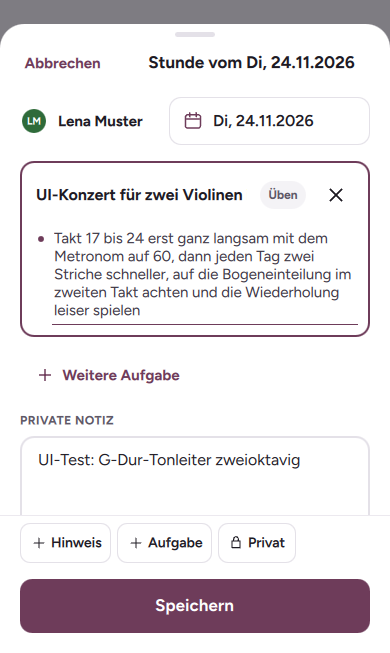 Abbrechen
Stunde vom Di, 24.11.2026
LM
Lena Muster
Di, 24.11.2026
UI-Konzert für zwei Violinen
Üben
Takt 17 bis 24 erst ganz langsam mit dem
Metronom auf 60, dann jeden Tag zwei
Striche schneller, auf die Bogeneinteilung im
zweiten Takt achten und die Wiederholung
leiser spielen
Weitere Aufgabe
PRIVATE NOTIZ
UI-Test: G-Dur-Tonleiter zweioktavig
Hinweis
Aufgabe
Privat
Speichern